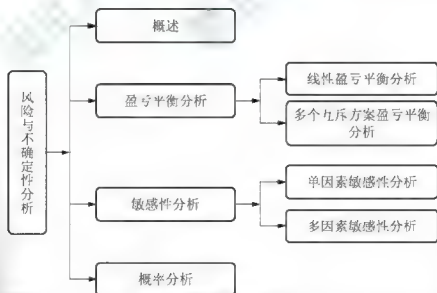 风险与不确定性分析
概述
盈亏平衡分析
线性盈亏平衡分析
多个互斥方案盈亏平衡
分析
敏感性分析
单因素敏感性分析
多因素敏感性分析
概率分析